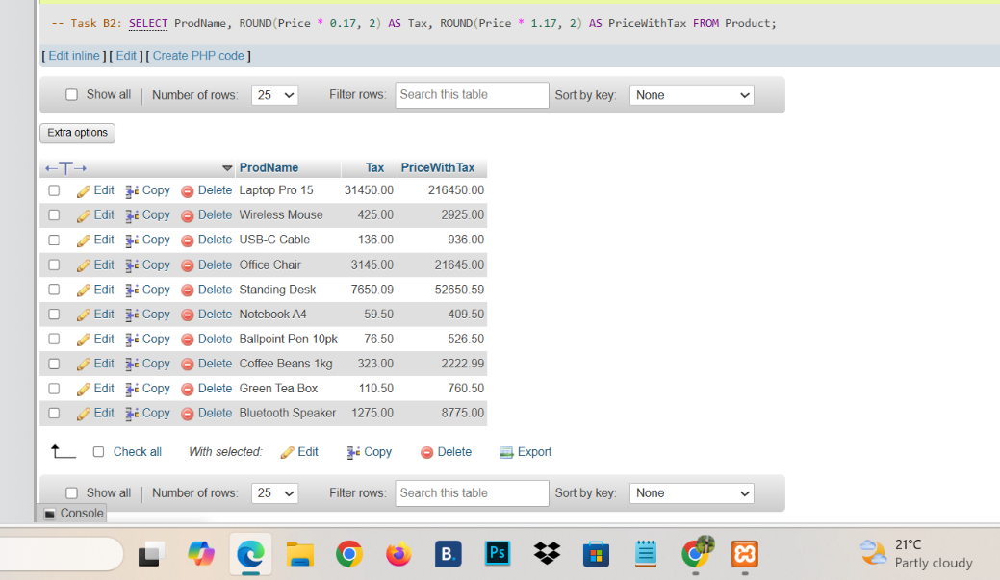 -- Task B2: SELECT ProdName, ROUND(Price * 0.17, 2) AS Tax, ROUND(Price * 1.17, 2) AS PriceWithTax FROM Product;
[ Edit inline ] [ Edit ] [ Create PHP code ]
Show all | Number of rows: 25 Filter rows: Search this table Sort by key: None
Extra options
←T→ ProdName Tax PriceWithTax
Edit Copy Delete Laptop Pro 15 31450.00 216450.00
Edit Copy Delete Wireless Mouse 425.00 2925.00
Edit Copy Delete USB-C Cable 136.00 936.00
Edit Copy Delete Office Chair 3145.00 21645.00
Edit Copy Delete Standing Desk 7650.09 52650.59
Edit Copy Delete Notebook A4 59.50 409.50
Edit Copy Delete Ballpoint Pen 10pk 76.50 526.50
Edit Copy Delete Coffee Beans 1kg 323.00 2222.99
Edit Copy Delete Green Tea Box 110.50 760.50
Edit Copy Delete Bluetooth Speaker 1275.00 8775.00
Check all With selected: Edit Copy Delete Export
Show all | Number of rows: 25 Filter rows: Search this table Sort by key: None
Console
B. Ps 21°C
Partly cloudy